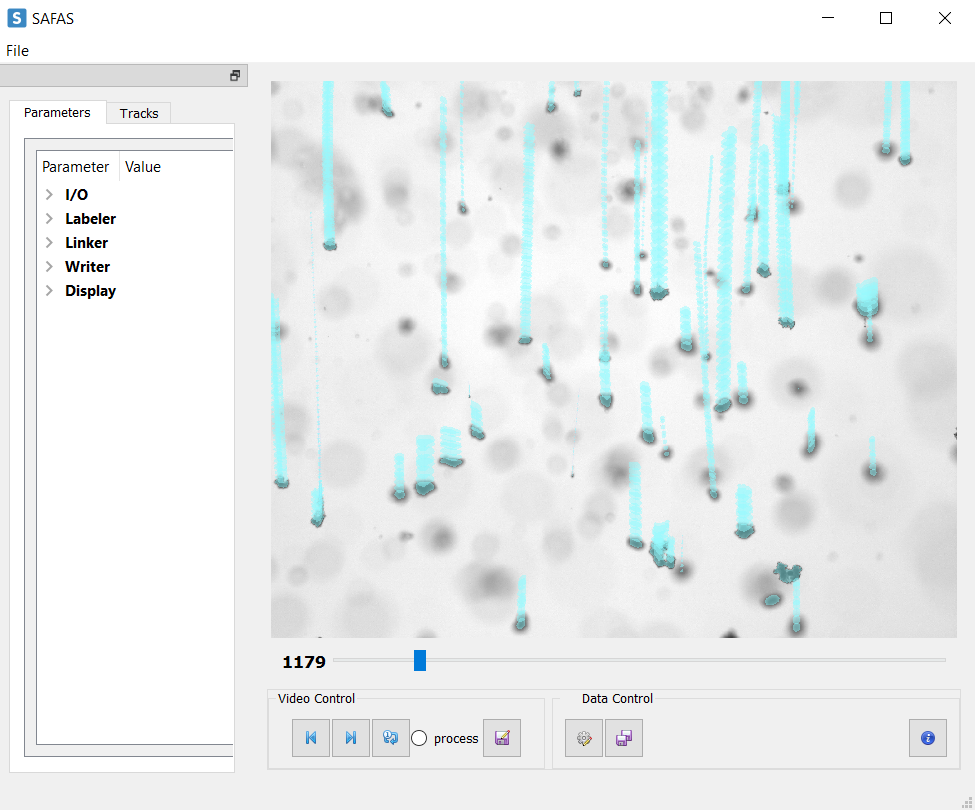 S SAFAS
File
Parameters Tracks
Parameter Value
I/O
Labeler
Linker
Writer
Display
1179
Video Control Data Control
process